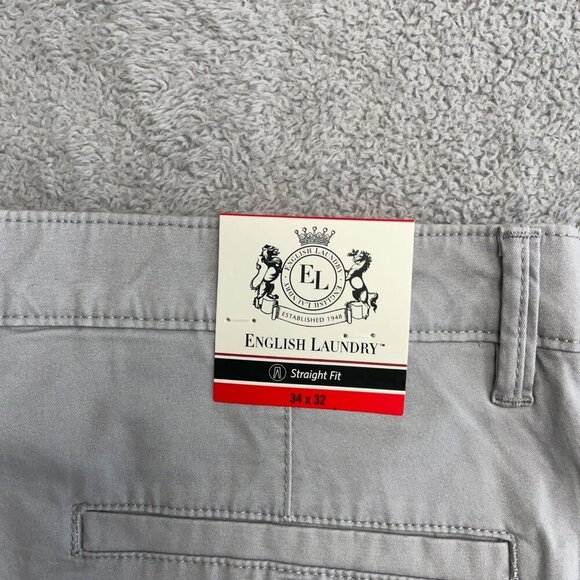 ENGLISH LAUNDRY
EL
ENGLISH LAUNDRY
ESTABLISHED 1948
ENGLISH LAUNDRY™
Straight Fit
34 x 32